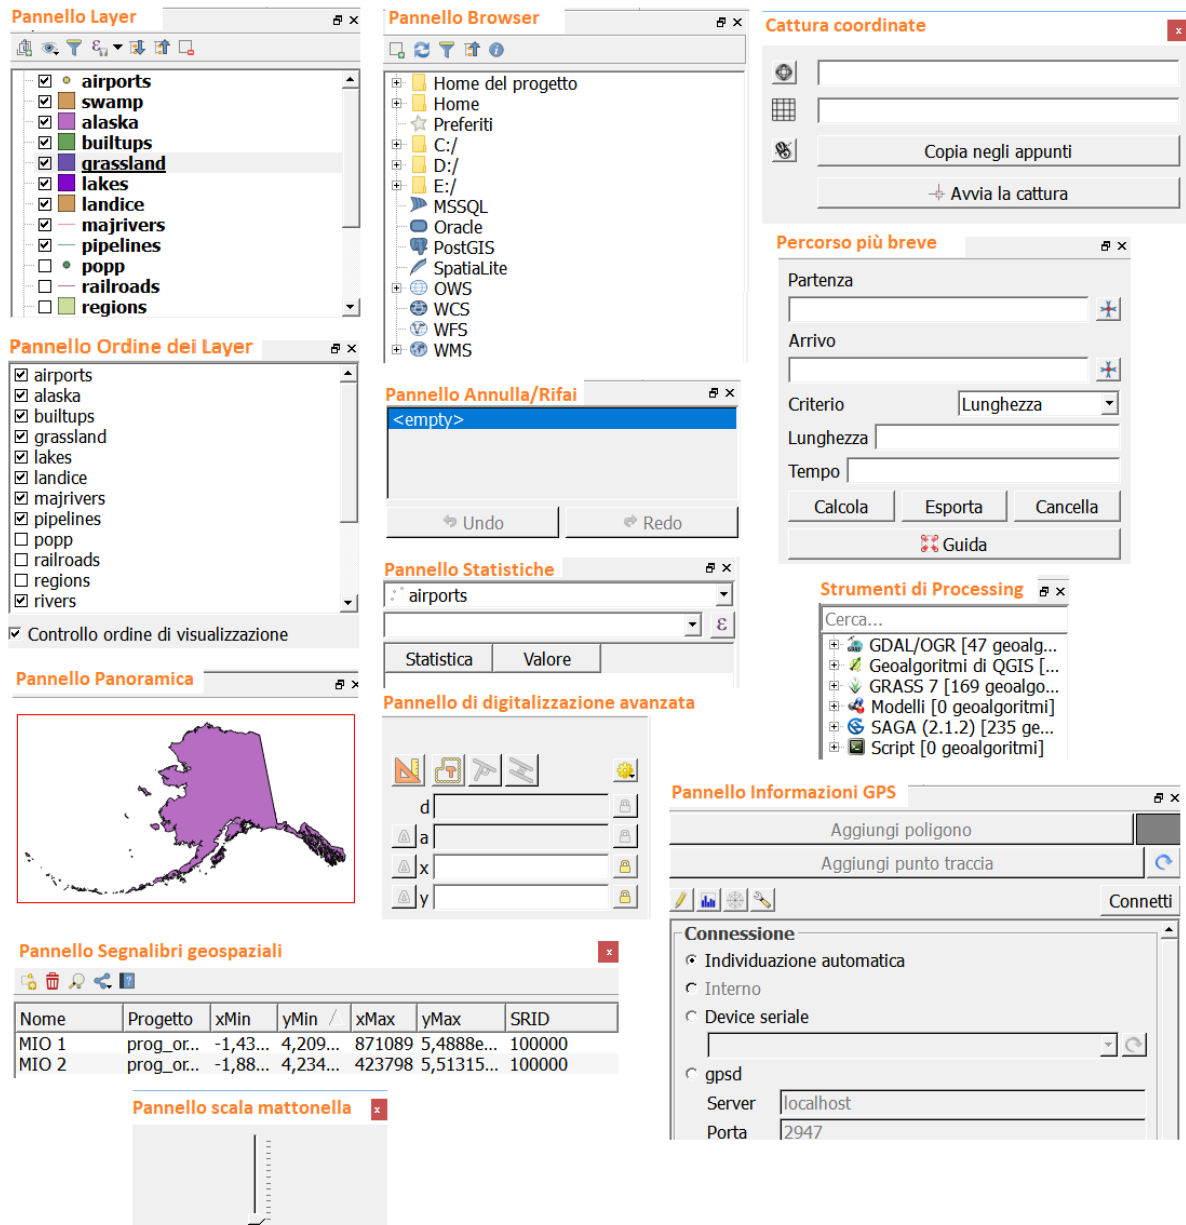 Pannello Layer
airports
swamp
alaska
builtups
grassland
lakes
landice
majrivers
pipelines
popp
railroads
regions
Pannello Ordine dei Layer
airports
alaska
builtups
grassland
lakes
landice
majrivers
pipelines
popp
railroads
regions
rivers
Controllo ordine di visualizzazione
Pannello Panoramica
Pannello Browser
Home del progetto
Home
Preferiti
C:/
D:/
E:/
MSSQL
Oracle
PostGIS
SpatiaLite
OWS
WCS
WFS
WMS
Pannello Annulla/Rifai
<empty>
Undo Redo
Pannello Statistiche
airports
ε
Statistica Valore
Pannello di digitalizzazione avanzata
d
a
x
y
Cattura coordinate
Copia negli appunti
Avvia la cattura
Percorso più breve
Partenza
Arrivo
Criterio Lunghezza
Lunghezza
Tempo
Calcola Esporta Cancella
Guida
Strumenti di Processing
Cerca...
GDAL/OGR [47 geoalg...
Geoalgoritmi di QGIS [...
GRASS 7 [169 geoalgo...
Modelli [0 geoalgoritmi]
SAGA (2.1.2) [235 ge...
Script [0 geoalgoritmi]
Pannello Informazioni GPS
Aggiungi poligono
Aggiungi punto traccia
Connetti
Connessione
Individuazione automatica
Interno
Device seriale
gpsd
Server localhost
Porta 2947
Pannello Segnalibri geospaziali
Nome Progetto xMin yMin xMax yMax SRID
MIO 1 prog_or... -1,43... 4,209... 871089 5,4888e... 100000
MIO 2 prog_or... -1,88... 4,234... 423798 5,51315... 100000
Pannello scala mattonella